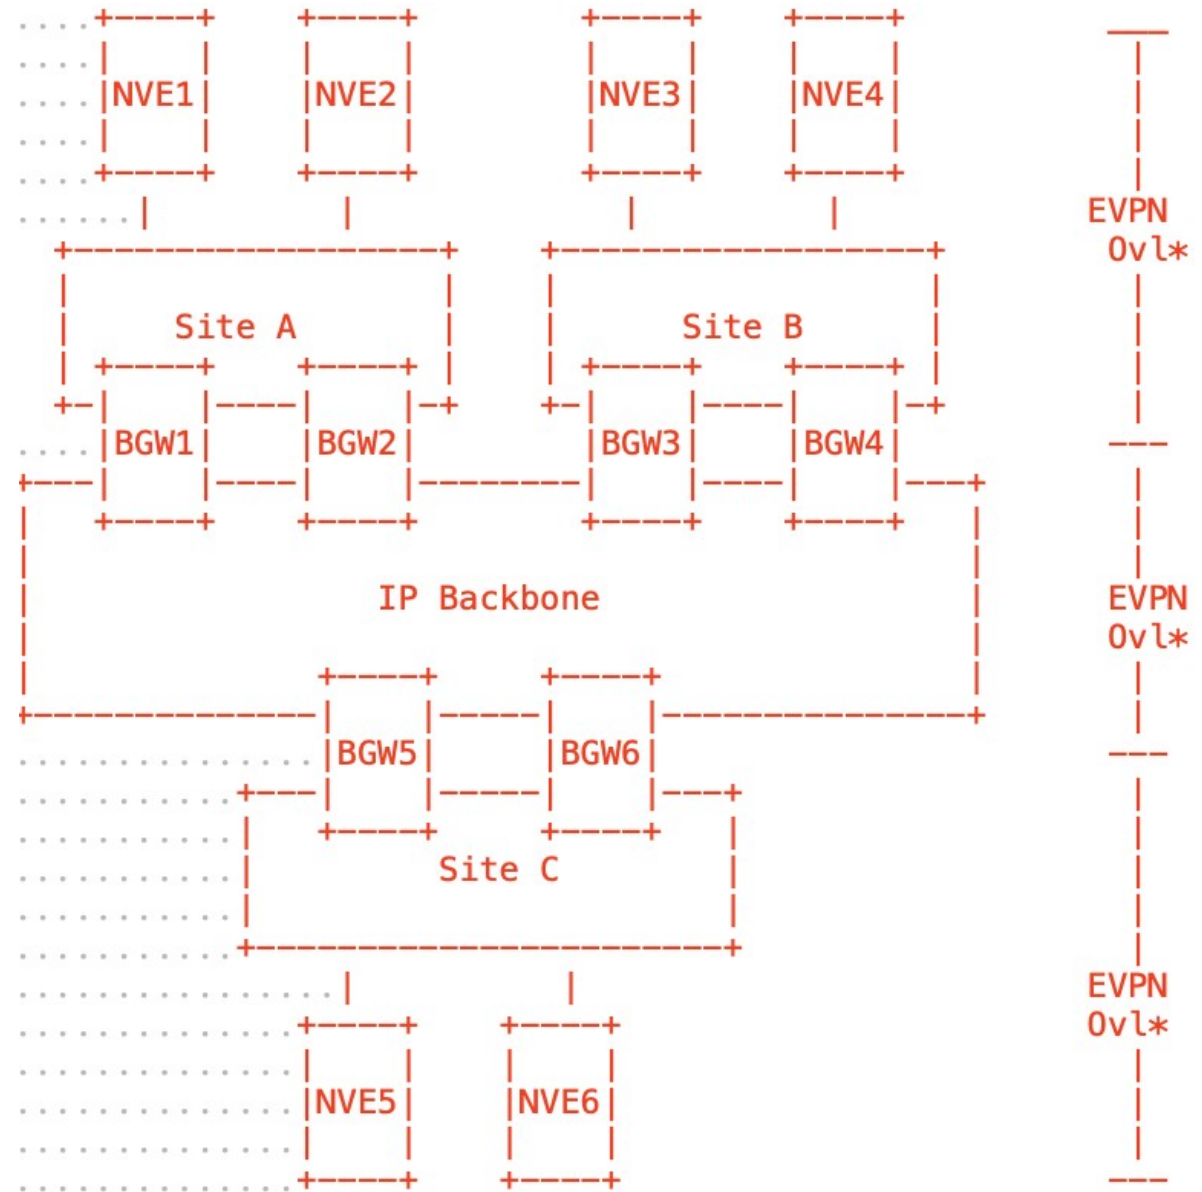 NVE1 NVE2 NVE3 NVE4
EVPN
Ovl*
Site A Site B
BGW1 BGW2 BGW3 BGW4
IP Backbone EVPN
Ovl*
BGW5 BGW6
Site C
EVPN
Ovl*
NVE5 NVE6